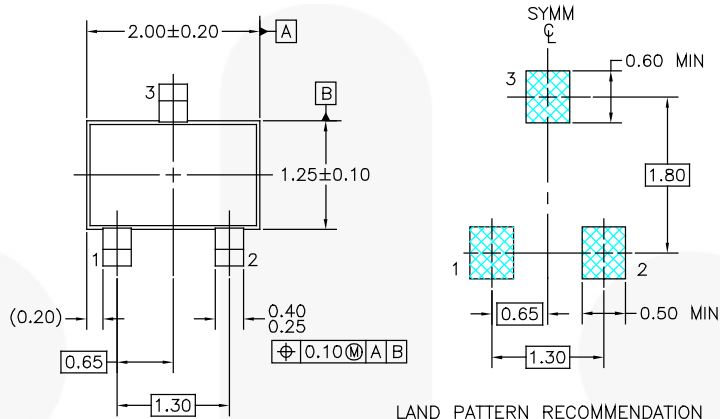 2.00±0.20
A
3
B
1.25±0.10
1
2
(0.20)
0.40
0.25
⌖ 0.10Ⓜ A B
0.65
1.30
SYMM
℄
3
0.60 MIN
1.80
1
2
0.65
0.50 MIN
1.30
LAND PATTERN RECOMMENDATION